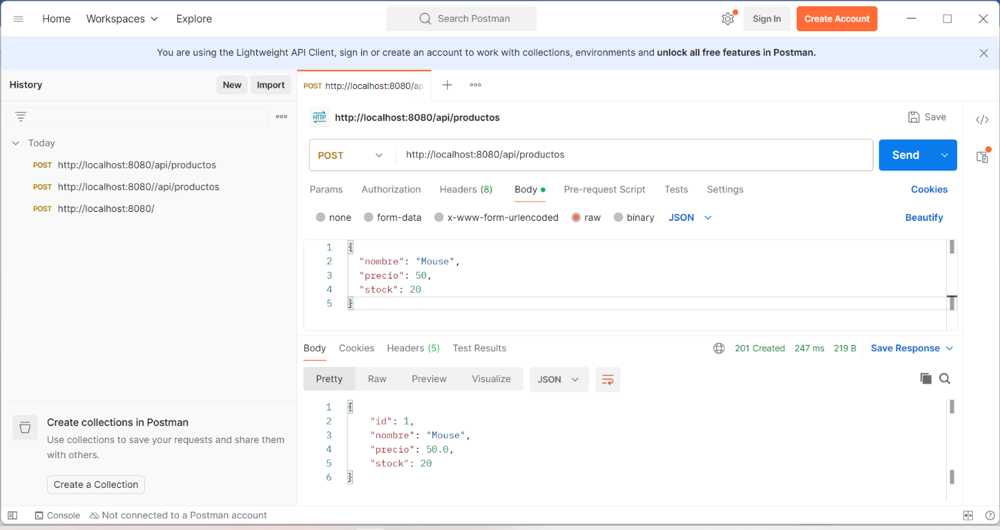 Home Workspaces Explore Search Postman Sign In Create Account
You are using the Lightweight API Client, sign in or create an account to work with collections, environments and unlock all free features in Postman.
History New Import
Today
POST http://localhost:8080/api/productos
POST http://localhost:8080//api/productos
POST http://localhost:8080/
Create collections in Postman
Use collections to save your requests and share them
with others.
Create a Collection
POST http://localhost:8080/ap
HTTP http://localhost:8080/api/productos Save
POST http://localhost:8080/api/productos Send
Params Authorization Headers (8) Body Pre-request Script Tests Settings Cookies
none form-data x-www-form-urlencoded raw binary JSON Beautify
1 {
2 "nombre": "Mouse",
3 "precio": 50,
4 "stock": 20
5 }
Body Cookies Headers (5) Test Results 201 Created 247 ms 219 B Save Response
Pretty Raw Preview Visualize JSON
1 {
2 "id": 1,
3 "nombre": "Mouse",
4 "precio": 50.0,
5 "stock": 20
6 }
Console Not connected to a Postman account